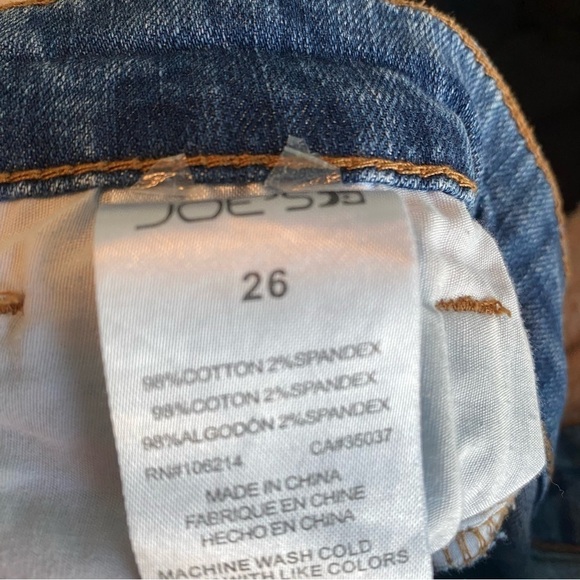 JOE'S
26
98%COTTON 2%SPANDEX
98%COTON 2%SPANDEX
98%ALGODÓN 2%SPANDEX
RN#106214 CA#35037
MADE IN CHINA
FABRIQUE EN CHINE
HECHO EN CHINA
MACHINE WASH COLD
WITH LIKE COLORS